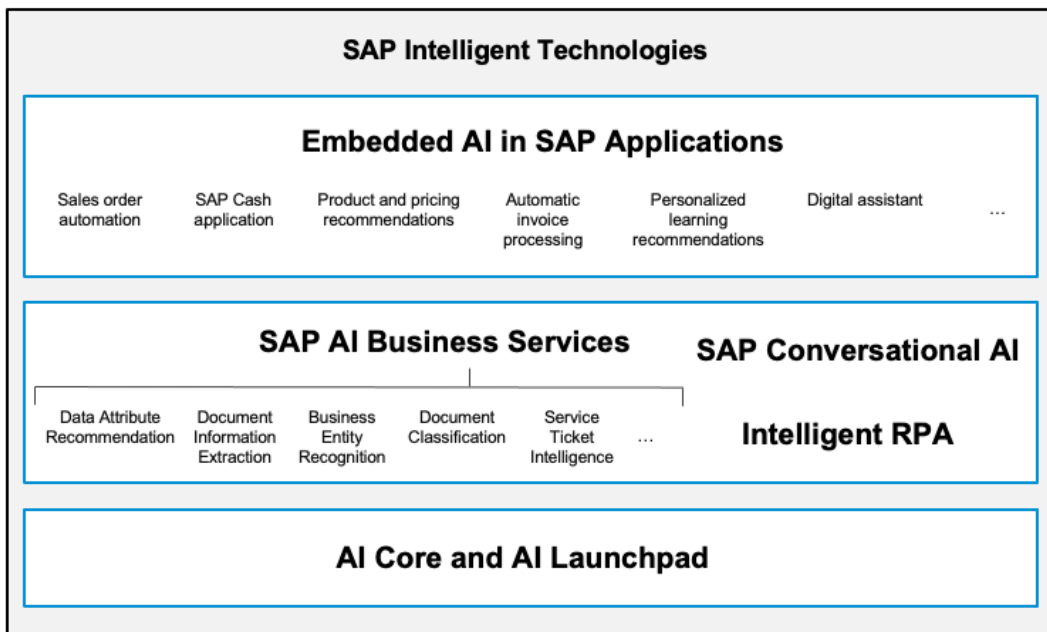 SAP Intelligent Technologies
Embedded AI in SAP Applications
Sales order
automation
SAP Cash
application
Product and pricing
recommendations
Automatic
invoice
processing
Personalized
learning
recommendations
Digital assistant
...
SAP AI Business Services
Data Attribute
Recommendation
Document
Information
Extraction
Business
Entity
Recognition
Document
Classification
Service
Ticket
Intelligence
...
SAP Conversational AI
Intelligent RPA
AI Core and AI Launchpad